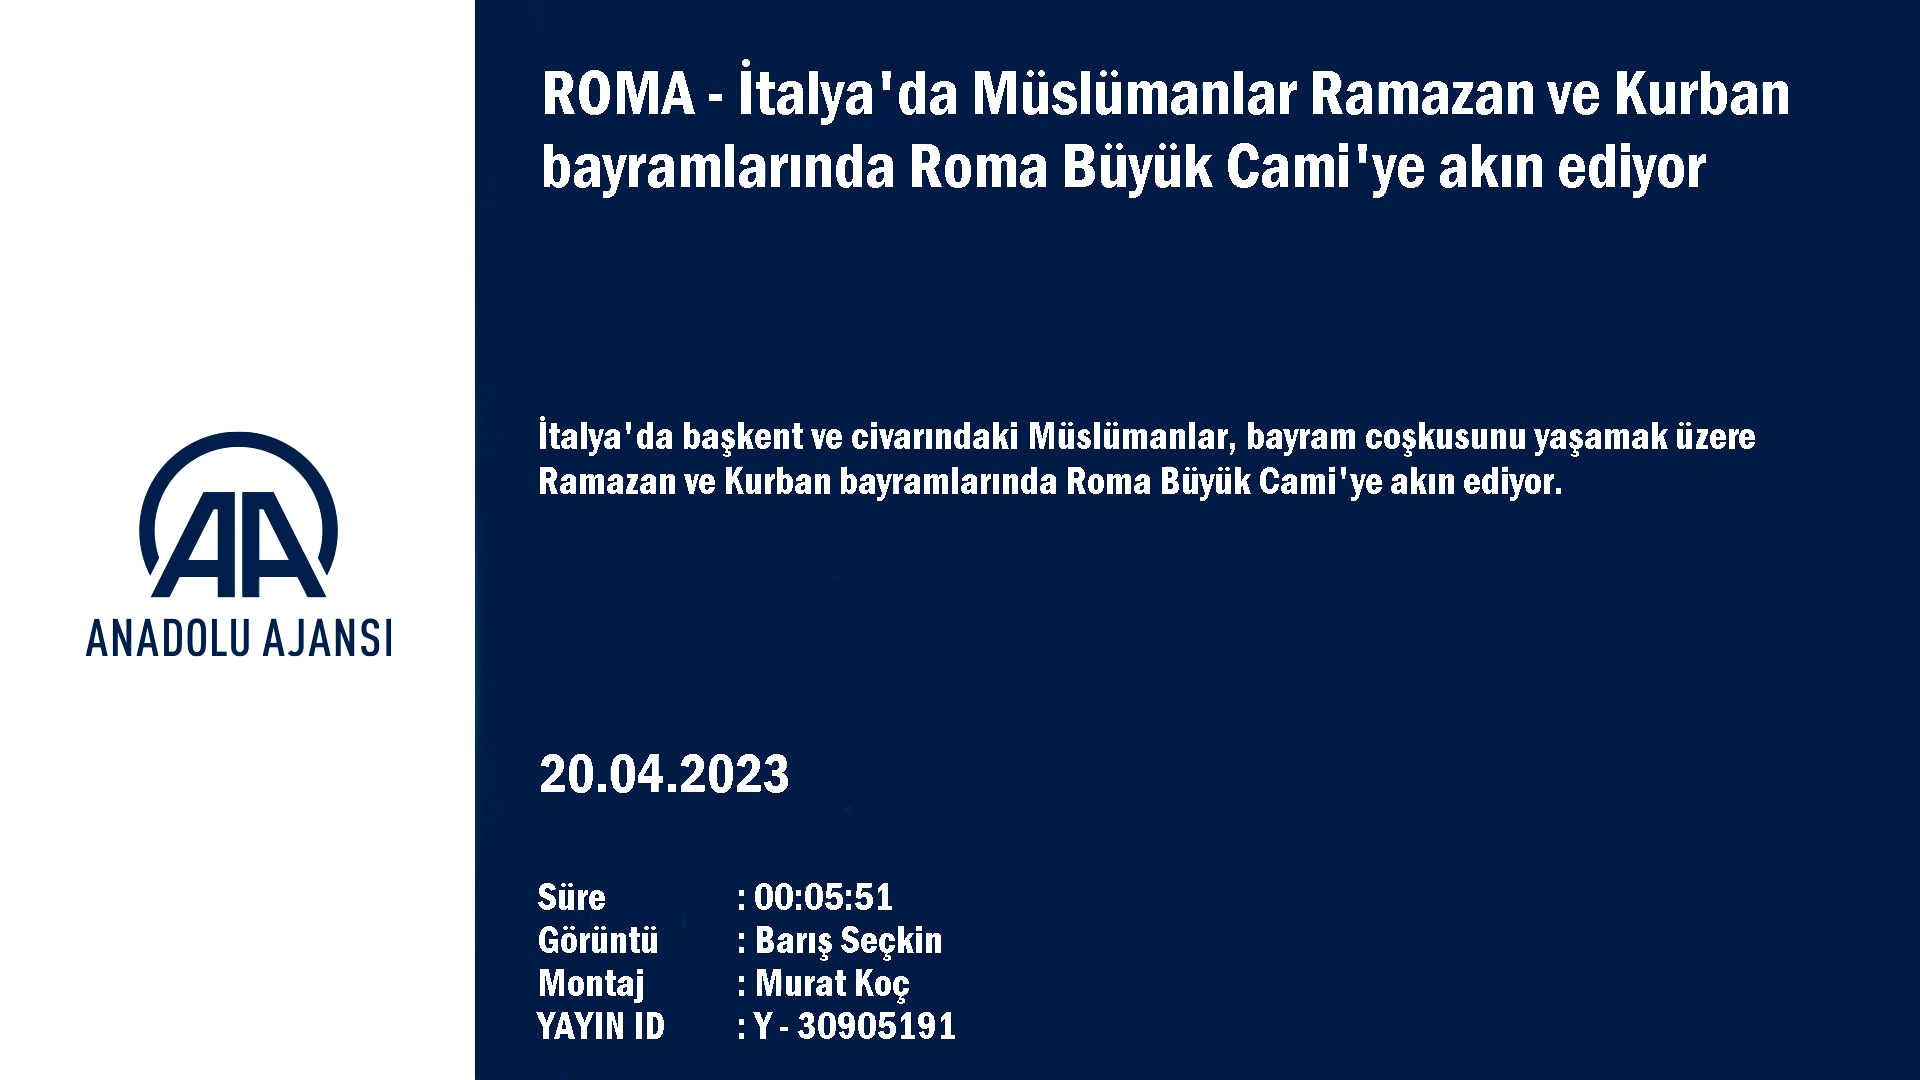 ROMA - İtalya'da Müslümanlar Ramazan ve Kurban
bayramlarında Roma Büyük Cami'ye akın ediyor
İtalya'da başkent ve civarındaki Müslümanlar, bayram coşkusunu yaşamak üzere
Ramazan ve Kurban bayramlarında Roma Büyük Cami'ye akın ediyor.
AA
ANADOLU AJANSI
20.04.2023
Süre : 00:05:51
Görüntü : Barış Seçkin
Montaj : Murat Koç
YAYIN ID : Y - 30905191